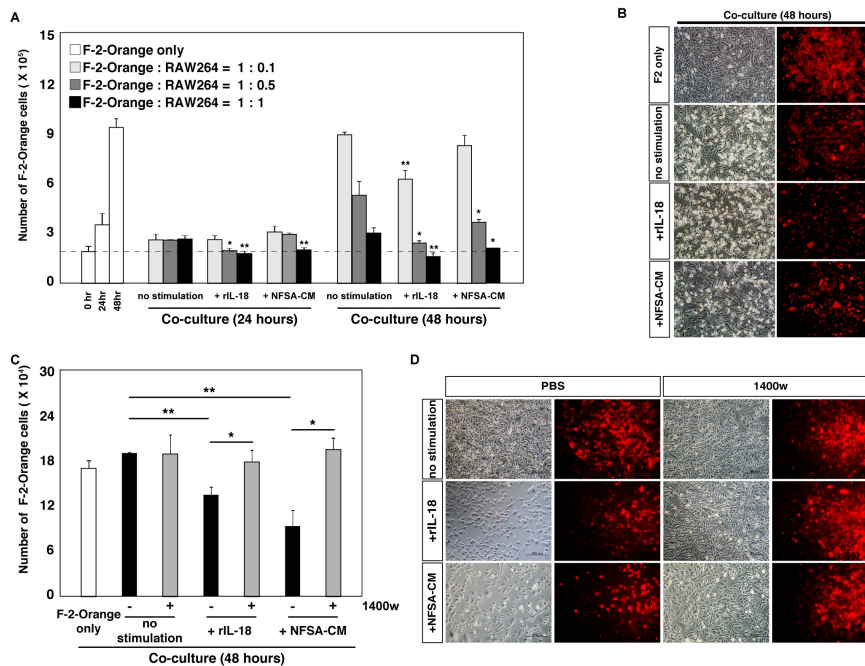 A
Number of F-2-Orange cells ( X 10⁵)
15
12
9
6
3
0
F-2-Orange only
F-2-Orange : RAW264 = 1 : 0.1
F-2-Orange : RAW264 = 1 : 0.5
F-2-Orange : RAW264 = 1 : 1
* ** ** ** * ** * *
0 hr
24hr
48hr
no stimulation + rIL-18 + NFSA-CM
Co-culture (24 hours)
no stimulation + rIL-18 + NFSA-CM
Co-culture (48 hours)
B
Co-culture (48 hours)
F2 only
no stimulation
+rIL-18
+NFSA-CM
C
Number of F-2-Orange cells ( X 10⁴)
30
24
18
12
6
0
**
**
* *
- + - + - + 1400w
F-2-Orange only
no stimulation
+ rIL-18
+ NFSA-CM
Co-culture (48 hours)
D
PBS 1400w
no stimulation
+rIL-18
+NFSA-CM